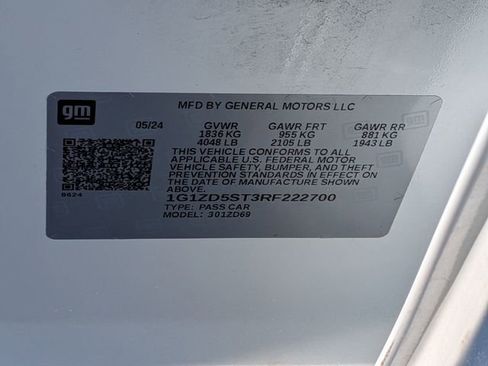 gm
MFD BY GENERAL MOTORS LLC
05/24 GVWR GAWR FRT GAWR RR
1836 KG 955 KG 881 KG
4048 LB 2105 LB 1943 LB
THIS VEHICLE CONFORMS TO ALL
APPLICABLE U.S. FEDERAL MOTOR
VEHICLE SAFETY, BUMPER, AND THEFT
PREVENTION STANDARDS IN EFFECT ON
THE DATE OF MANUFACTURE SHOWN
ABOVE.
9624
1G1ZD5ST3RF222700
TYPE: PASS CAR
MODEL: 301ZD69